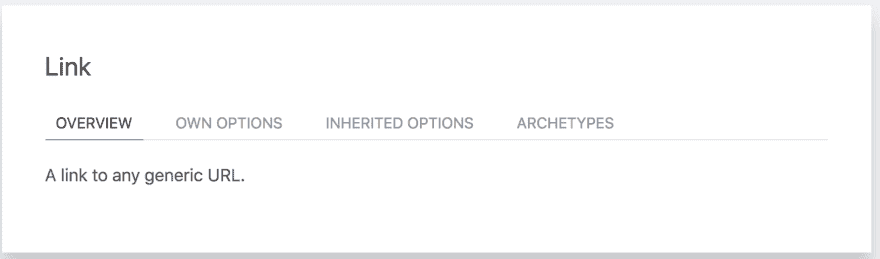 Link
OVERVIEW OWN OPTIONS INHERITED OPTIONS ARCHETYPES
A link to any generic URL.